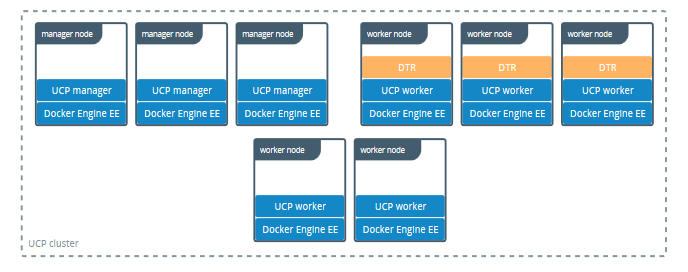 manager node
manager node
manager node
worker node
worker node
worker node
DTR
DTR
DTR
UCP manager
UCP manager
UCP manager
UCP worker
UCP worker
UCP worker
Docker Engine EE
Docker Engine EE
Docker Engine EE
Docker Engine EE
Docker Engine EE
Docker Engine EE
worker node
worker node
UCP worker
UCP worker
Docker Engine EE
Docker Engine EE
UCP cluster